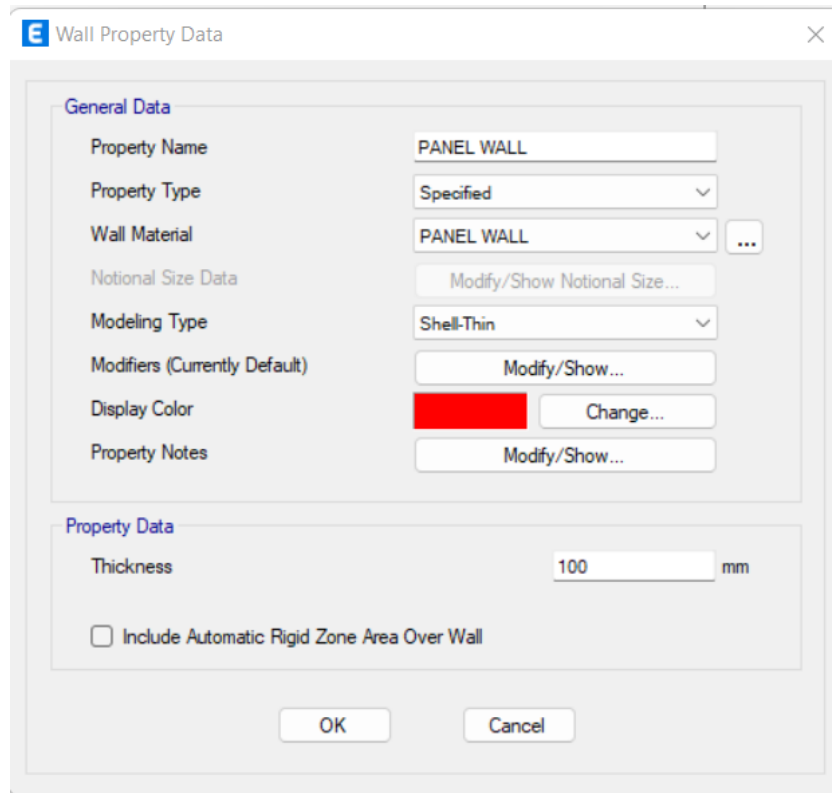 E Wall Property Data
General Data
Property Name PANEL WALL
Property Type Specified
Wall Material PANEL WALL ...
Notional Size Data Modify/Show Notional Size...
Modeling Type Shell-Thin
Modifiers (Currently Default) Modify/Show...
Display Color Change...
Property Notes Modify/Show...
Property Data
Thickness 100 mm
Include Automatic Rigid Zone Area Over Wall
OK Cancel